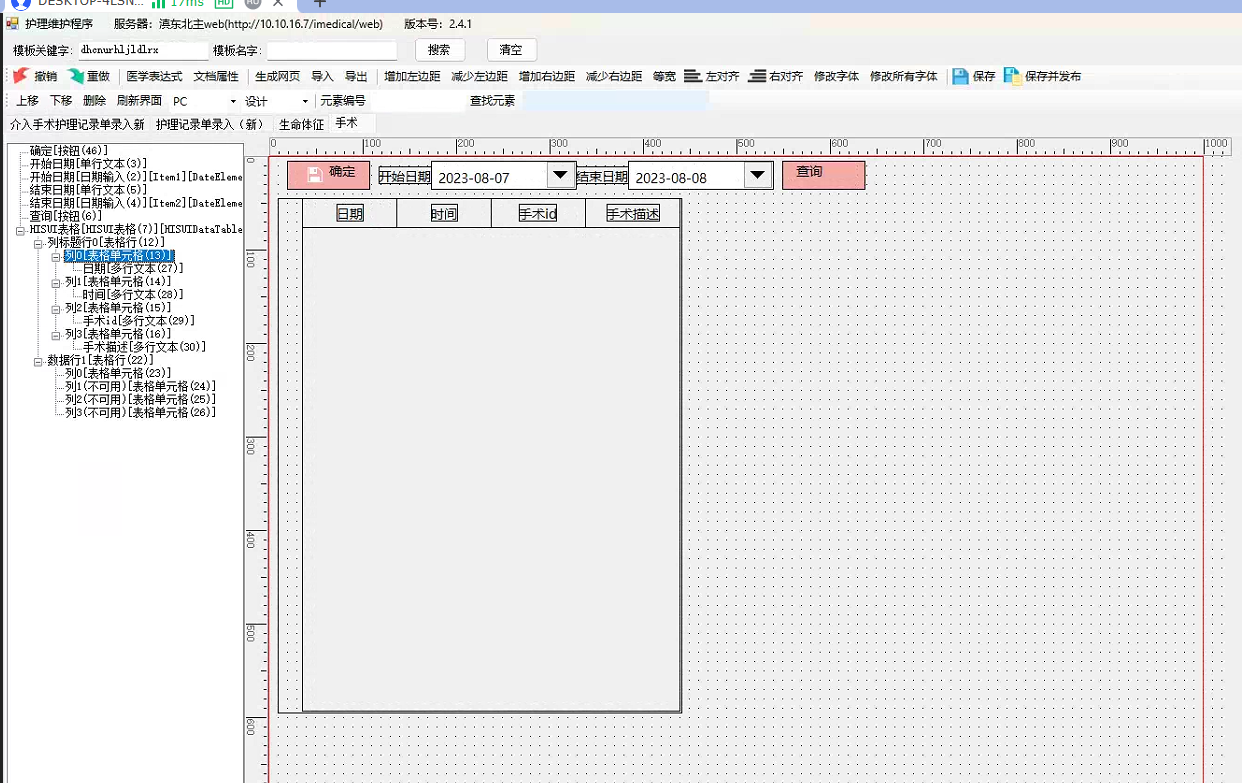 DESKTOP-4LSN... 17ms HD
护理维护程序 服务器: 滇东北主web(http://10.10.16.7/imedical/web) 版本号: 2.4.1
模板关键字: dhcnurhljldlrx 模板名字: 搜索 清空
撤销 重做 医学表达式 文档属性 生成网页 导入 导出 增加左边距 减少左边距 增加右边距 减少右边距 等宽 左对齐 右对齐 修改字体 修改所有字体 保存 保存并发布
上移 下移 删除 刷新界面 PC 设计 元素编号 查找元素
介入手术护理记录单录入新 护理记录单录入（新） 生命体征 手术
确定[按钮(46)]
开始日期[单行文本(3)]
开始日期[日期输入(2)][Item1][DateEleme
结束日期[单行文本(5)]
结束日期[日期输入(4)][Item2][DateEleme
查询[按钮(6)]
HISUI表格[HISUI表格(7)][HISUIDataTable
列标题行0[表格行(12)]
列0[表格单元格(13)]
日期[多行文本(27)]
列1[表格单元格(14)]
时间[多行文本(28)]
列2[表格单元格(15)]
手术id[多行文本(29)]
列3[表格单元格(16)]
手术描述[多行文本(30)]
数据行1[表格行(22)]
列0[表格单元格(23)]
列1(不可用)[表格单元格(24)]
列2(不可用)[表格单元格(25)]
列3(不可用)[表格单元格(26)]
0 100 200 300 400 500 600 700 800 900 1000
确定 开始日期 2023-08-07 结束日期 2023-08-08 查询
日期 时间 手术id 手术描述
0
100
200
300
400
500
600